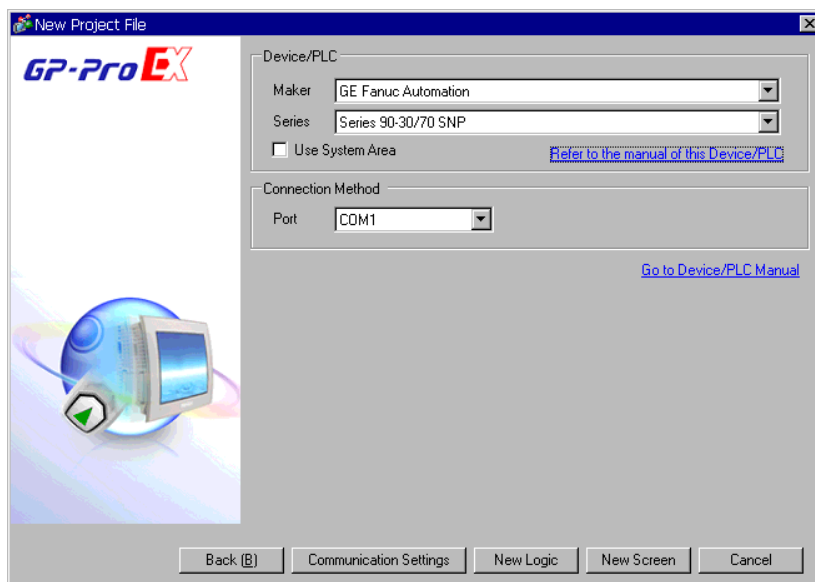 New Project File
GP-Pro EX
Device/PLC
Maker GE Fanuc Automation
Series Series 90-30/70 SNP
Use System Area Refer to the manual of this Device/PLC
Connection Method
Port COM1
Go to Device/PLC Manual
Back (B) Communication Settings New Logic New Screen Cancel